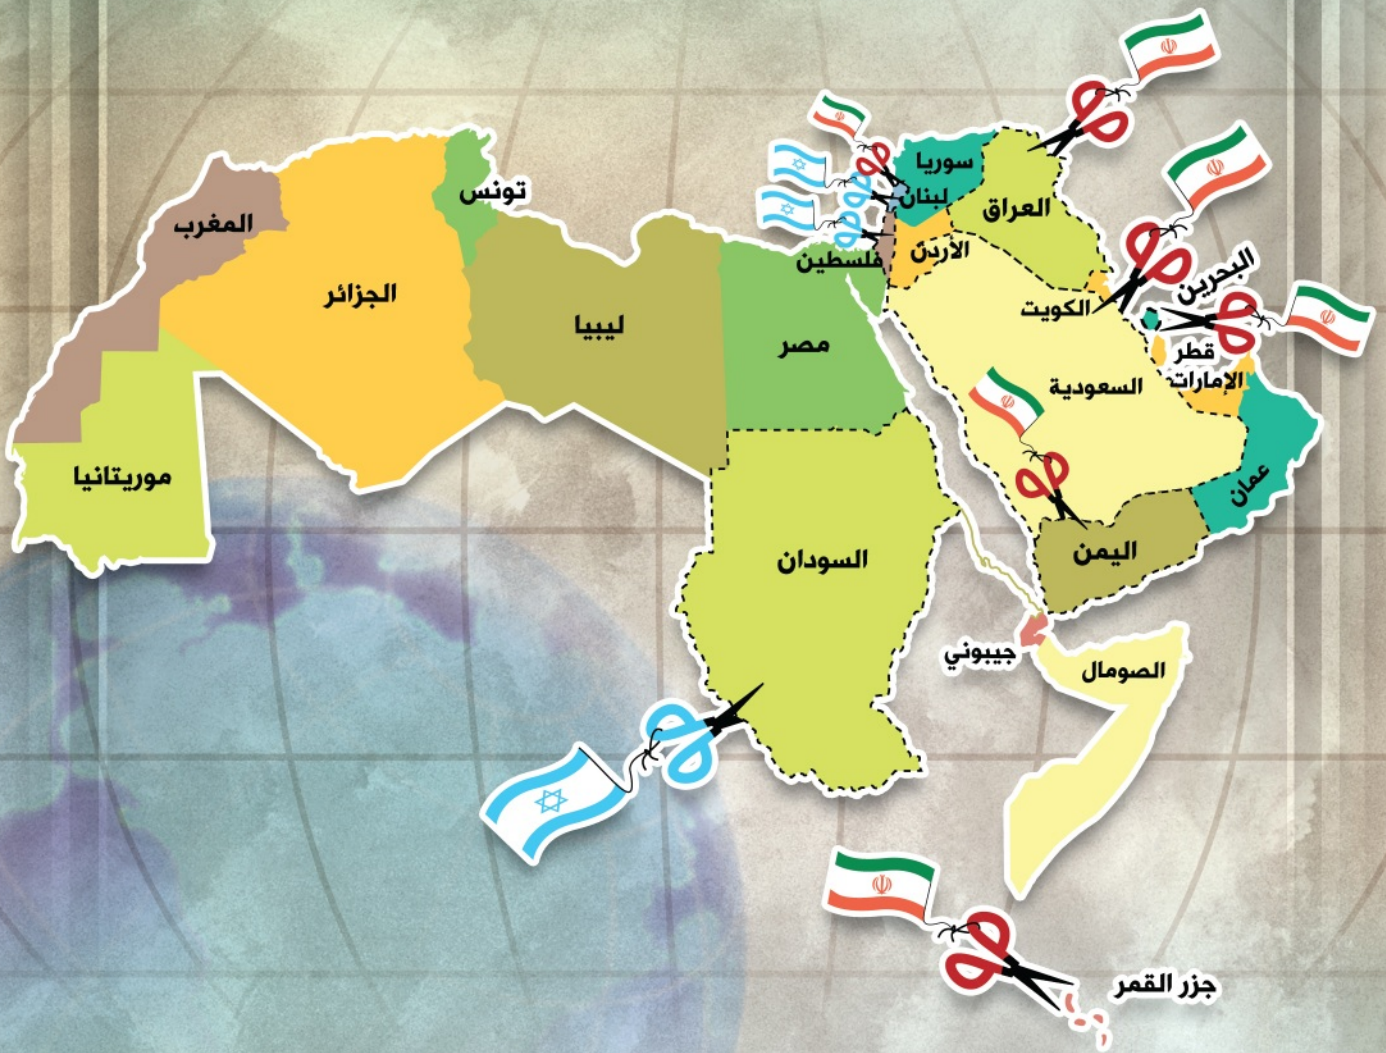 سوريا
لبنان
العراق
تونس
المغرب
فلسطين
الأردن
البحرين
الجزائر
الكويت
ليبيا
مصر
قطر
الإمارات
السعودية
موريتانيا
عمان
اليمن
السودان
جيبوني
الصومال
جزر القمر